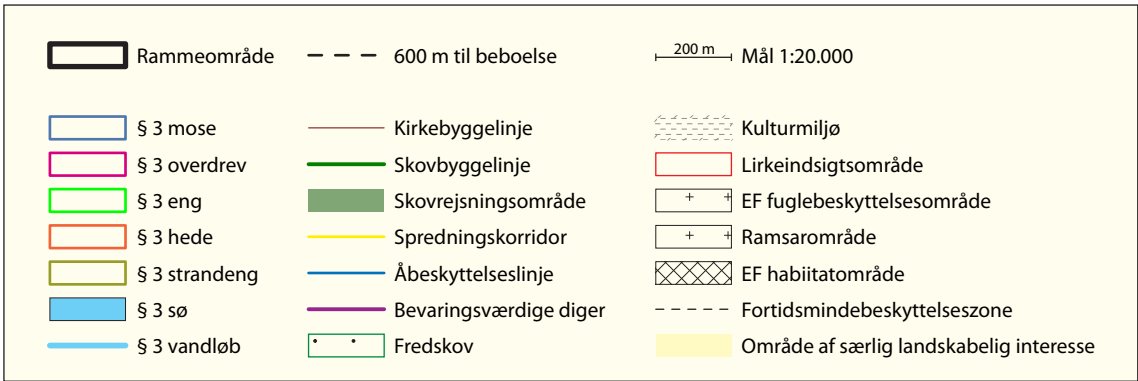 Rammeområde
600 m til beboelse
200 m
Mål 1:20.000
§ 3 mose
Kirkebyggelinje
Kulturmiljø
§ 3 overdrev
Skovbyggelinje
Lirkeindsigtsområde
§ 3 eng
Skovrejsningsområde
EF fuglebeskyttelsesområde
§ 3 hede
Spredningskorridor
Ramsarområde
§ 3 strandeng
Åbeskyttelseslinje
EF habiitatområde
§ 3 sø
Bevaringsværdige diger
Fortidsmindebeskyttelseszone
§ 3 vandløb
Fredskov
Område af særlig landskabelig interesse